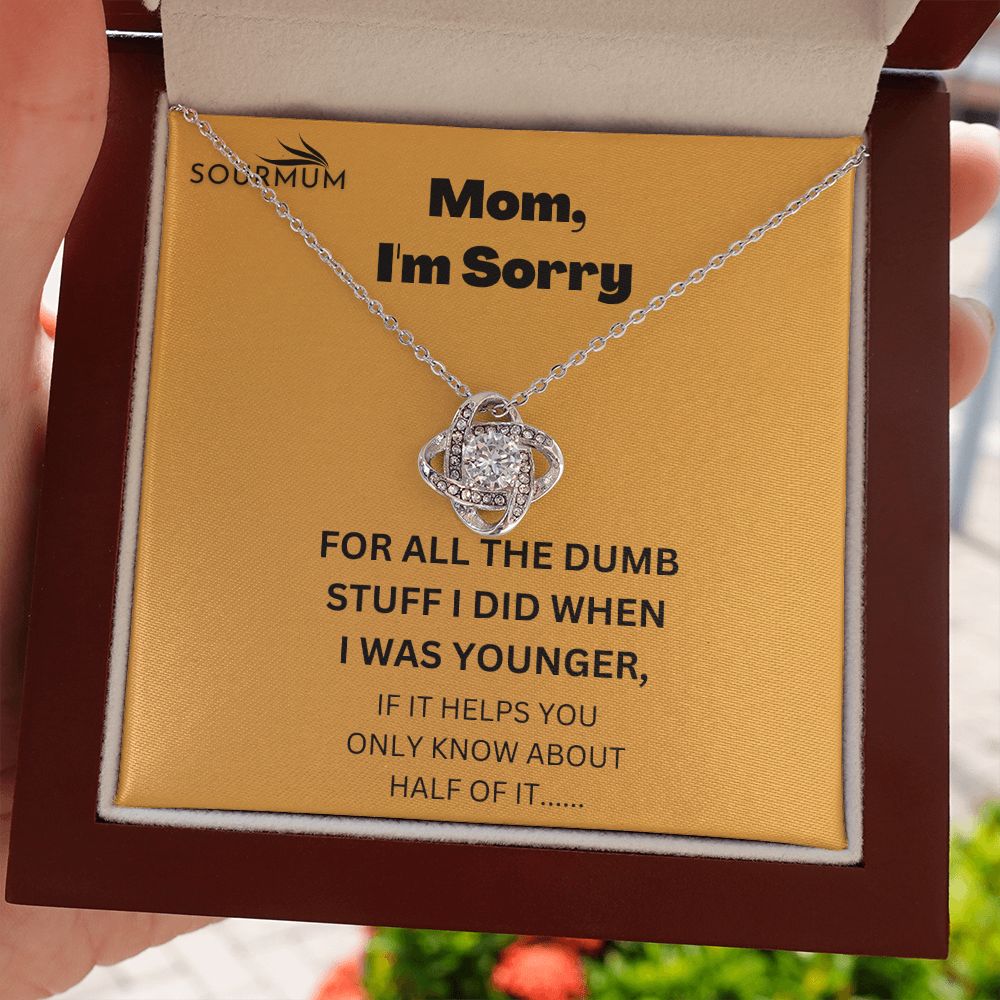 SOURMUM
Mom,
I'm Sorry
FOR ALL THE DUMB
STUFF I DID WHEN
I WAS YOUNGER,
IF IT HELPS YOU
ONLY KNOW ABOUT
HALF OF IT......